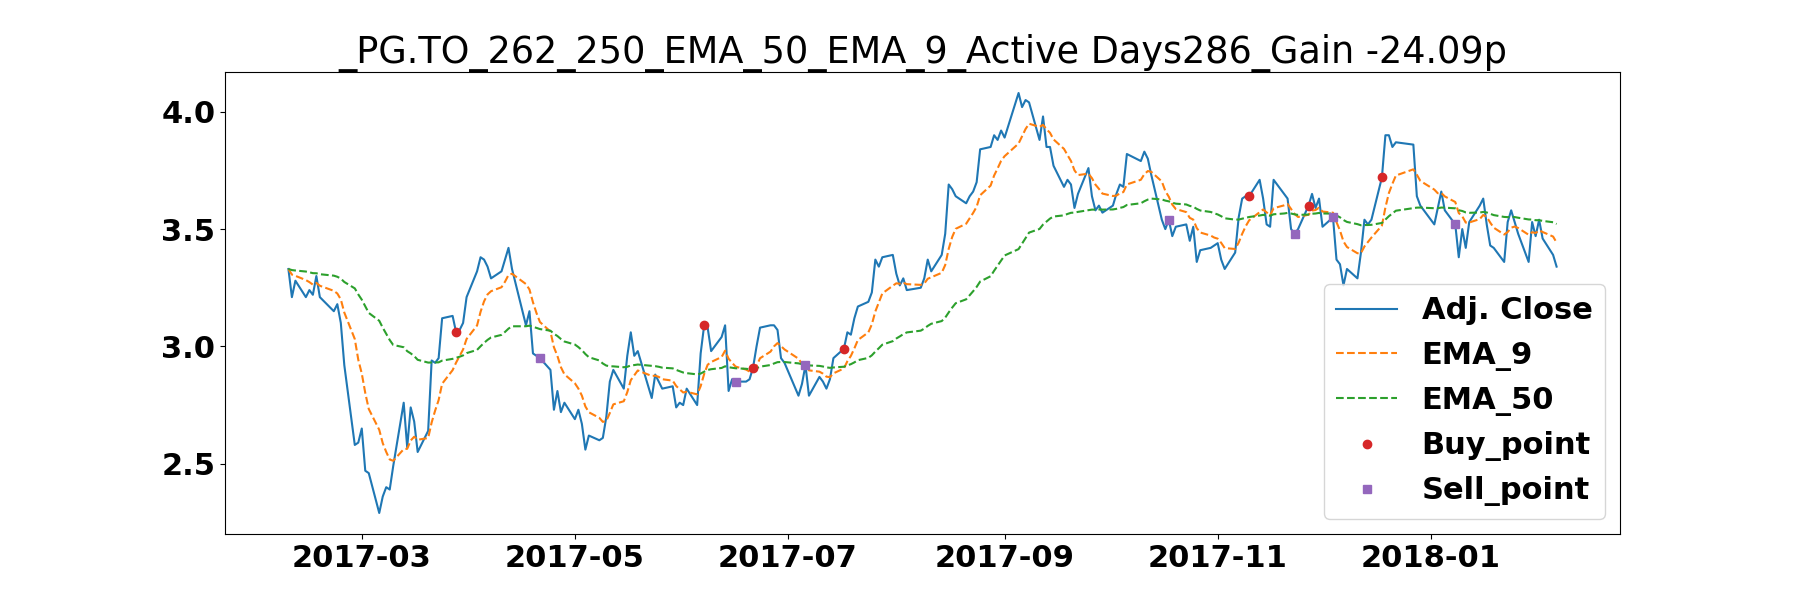 _PG.TO_262_250_EMA_50_EMA_9_Active Days286_Gain -24.09p
4.0
3.5
3.0
2.5
2017-03 2017-05 2017-07 2017-09 2017-11 2018-01
Adj. Close
EMA_9
EMA_50
Buy_point
Sell_point